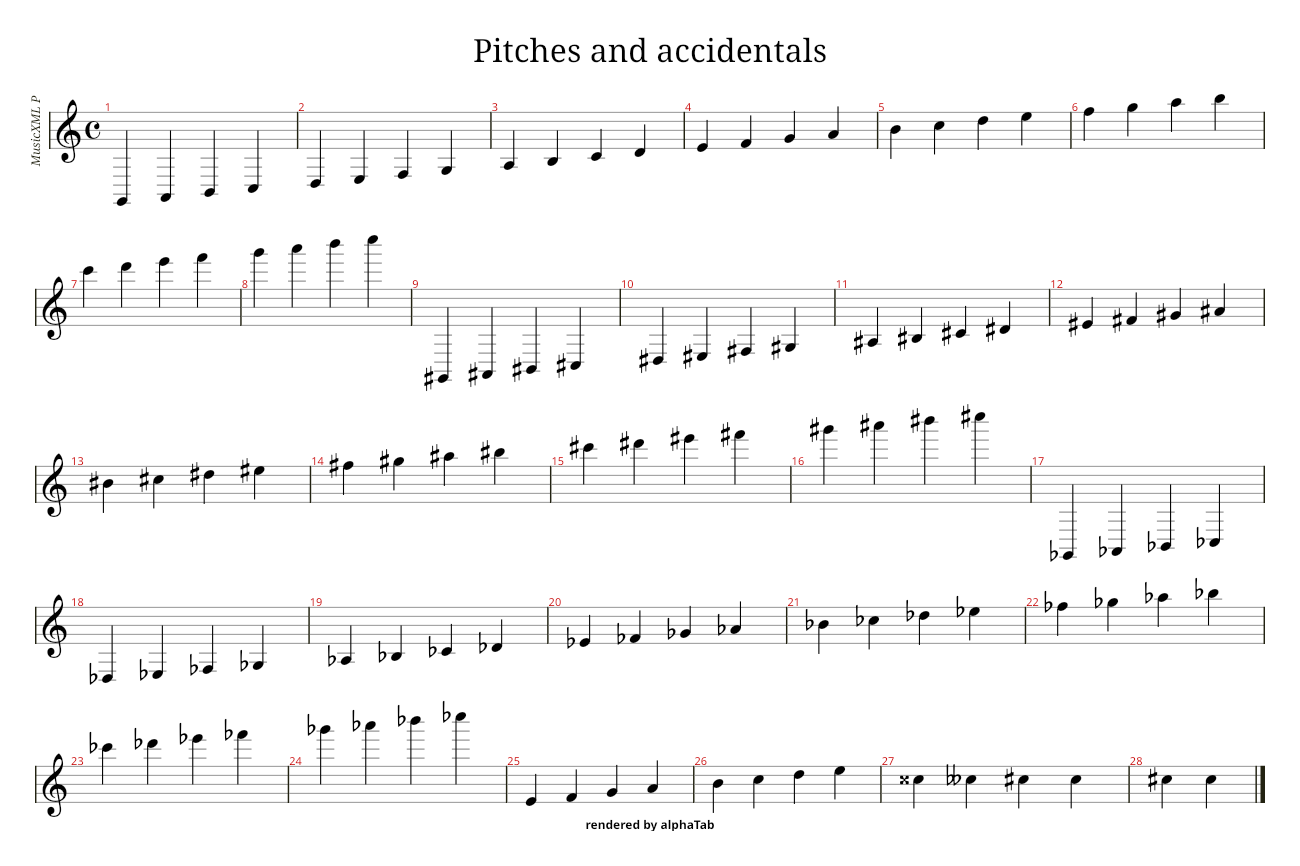 Pitches and accidentals
MusicXML P
1 2 3 4 5 6
7 8 9 10 11 12
13 14 15 16 17
18 19 20 21 22
23 24 25 26 27 28
rendered by alphaTab